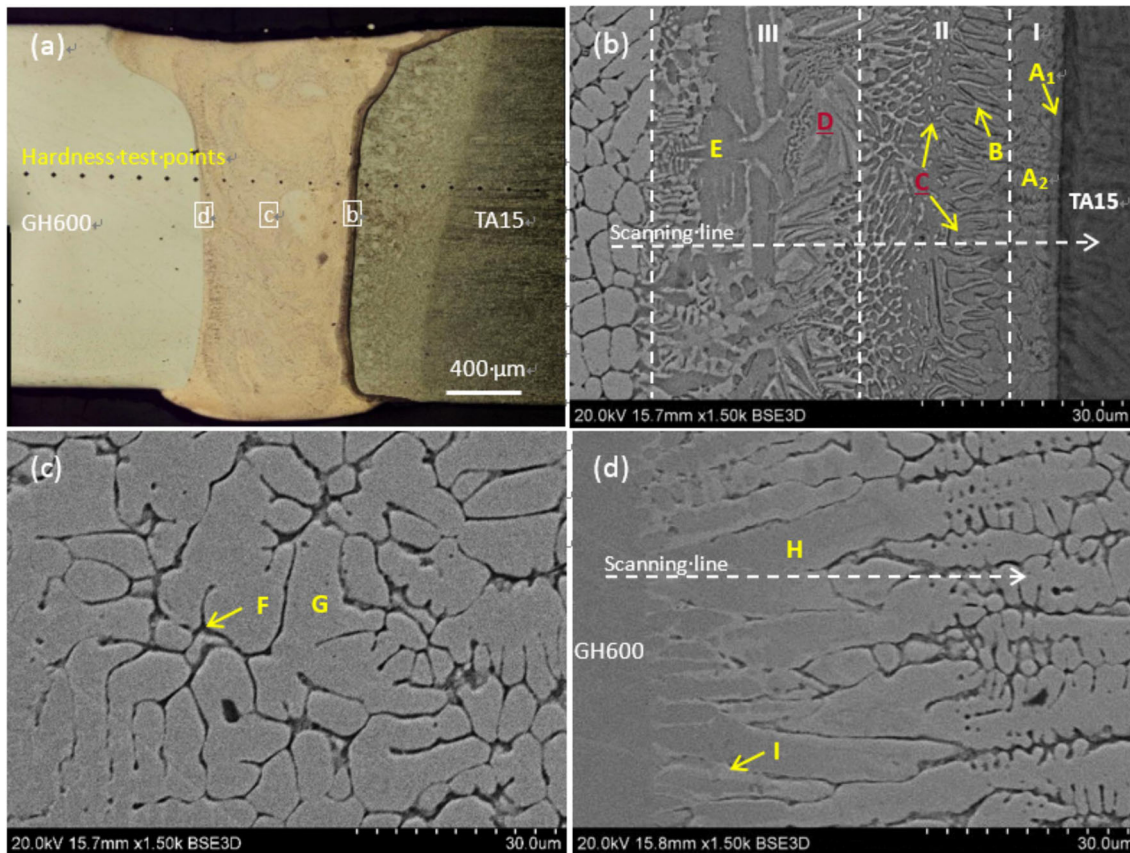 (a)
Hardness·test·points
GH600
d
c
b
TA15
400·μm
(b)
III
II
I
A1
D
E
B
C
A2
TA15
Scanning·line
20.0kV 15.7mm x1.50k BSE3D
30.0um
(c)
F
G
20.0kV 15.7mm x1.50k BSE3D
30.0um
(d)
H
Scanning·line
GH600
I
20.0kV 15.8mm x1.50k BSE3D
30.0um